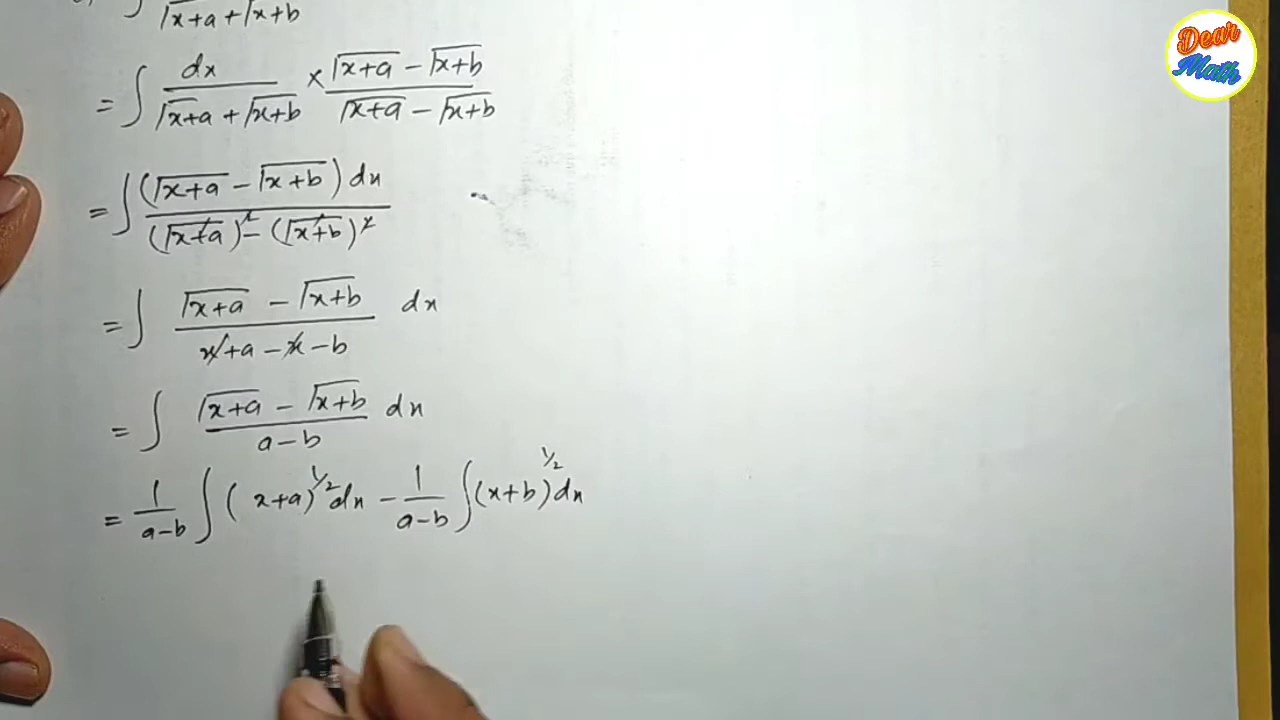 ∫ √x+a + √x+b
= ∫ dx / √x+a + √x+b × √x+a − √x+b / √x+a − √x+b
= ∫ (√x+a − √x+b) dx / (√x+a)² − (√x+b)²
= ∫ √x+a − √x+b / x+a − x − b dx
= ∫ √x+a − √x+b / a−b dx
= 1/a−b ∫ (x+a)^1/2 dx − 1/a−b ∫ (x+b)^1/2 dx
Dear
Math